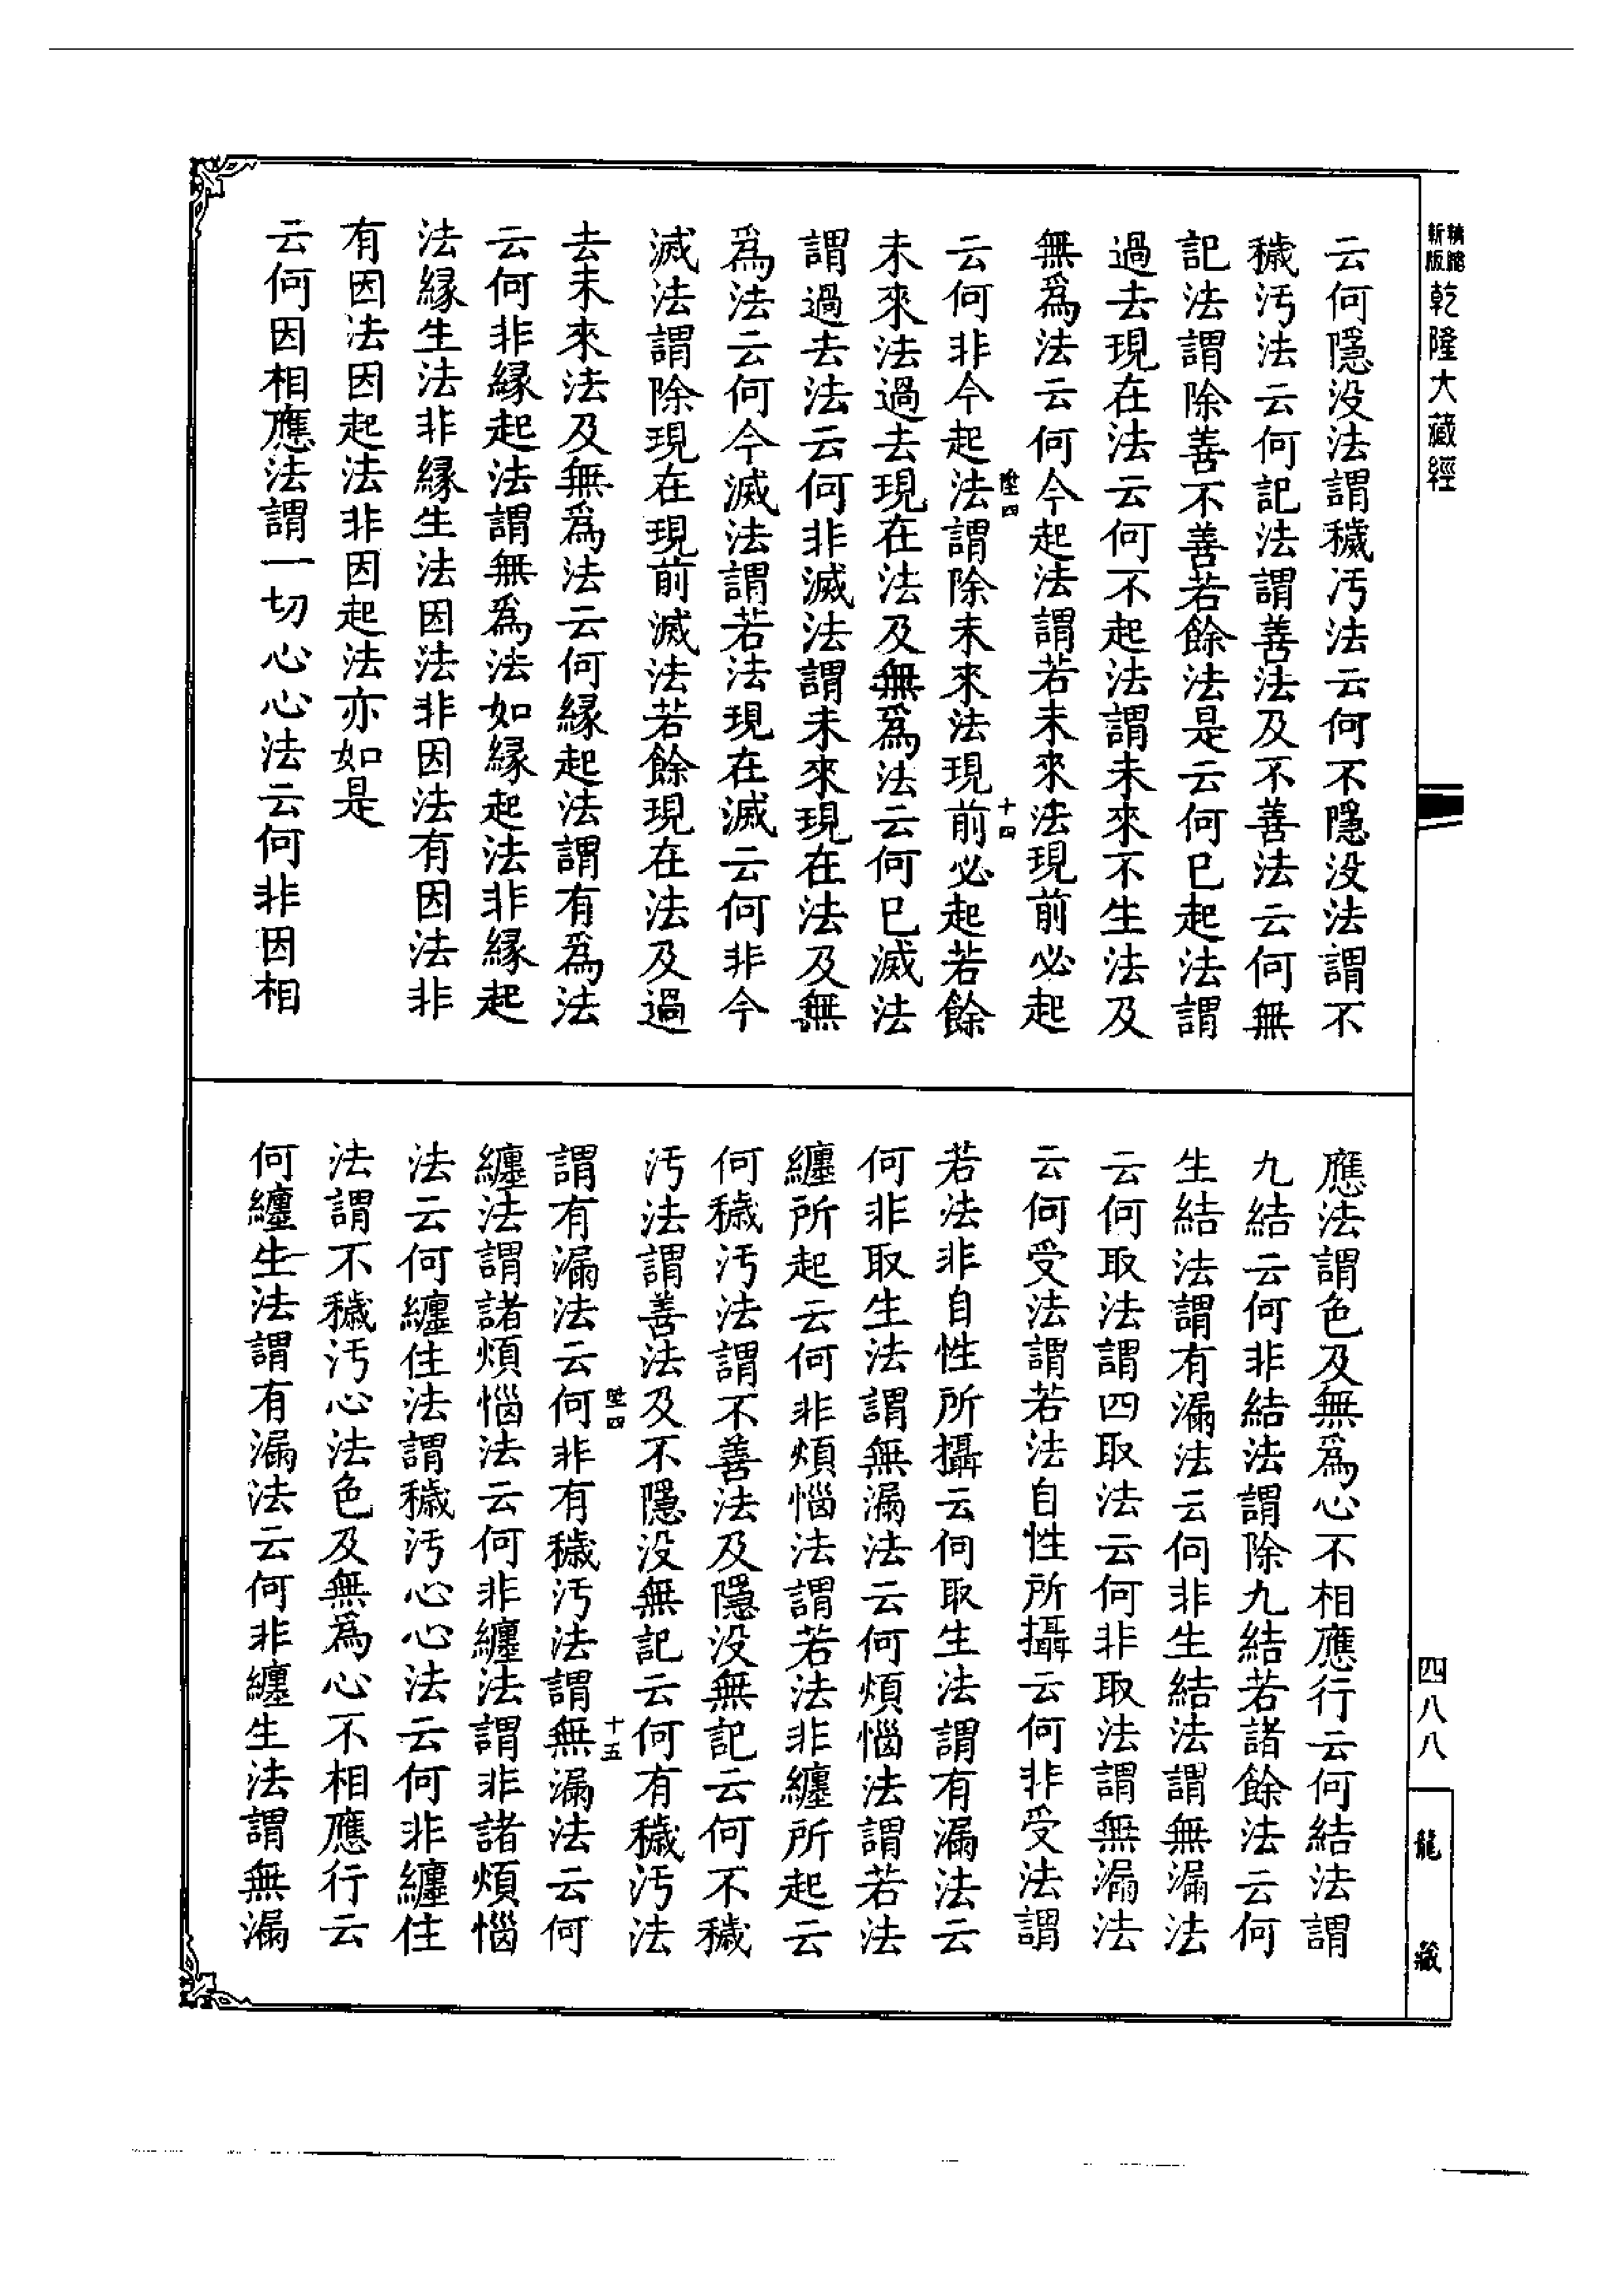 精縮
新版
乾隆大藏經
云何隱没法謂穢汚法云何不隱没法謂不
穢汚法云何記法謂善法及不善法云何無
記法謂除善不善若餘法是云何已起法謂
過去現在法云何不起法謂未來不生法及
無爲法云何今起法謂若未來法現前必起
云何非今起法謂除未來法現前必起若餘
未來法過去現在法及無爲法云何已滅法
謂過去法云何非滅法謂未來現在法及無
爲法云何今滅法謂若法現在滅云何非今
滅法謂除現在現前滅法若餘現在法及過
去未來法及無爲法云何縁起法謂有爲法
云何非縁起法謂無爲法如縁起法非縁起
法縁生法非縁生法因法非因法有因法非
有因法因起法非因起法亦如是
云何因相應法謂一切心心法云何非因相
十四
應法謂色及無爲心不相應行云何結法謂
九結云何非結法謂除九結若諸餘法云何
生結法謂有漏法云何非生結法謂無漏法
云何取法謂四取法云何非取法謂無漏法
云何受法謂若法自性所攝云何非受法謂
若法非自性所攝云何取生法謂有漏法云
何非取生法謂無漏法云何煩惱法謂若法
纏所起云何非煩惱法謂若法非纏所起云
何穢汚法謂不善法及隱没無記云何不穢
汚法謂善法及不隱没無記云何有穢汚法
謂有漏法云何非有穢汚法謂無漏法云何
纏法謂諸煩惱法云何非纏法謂非諸煩惱
法云何纏住法謂穢汚心心法云何非纏住
法謂不穢汚心法色及無爲心不相應行云
何纏生法謂有漏法云何非纏生法謂無漏
十五
四八八
龍藏